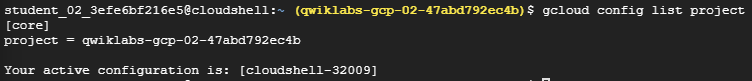 student_02_3efe6bf216e5@cloudshell:~ (qwiklabs-gcp-02-47abd792ec4b)$ gcloud config list project
[core]
project = qwiklabs-gcp-02-47abd792ec4b
Your active configuration is: [cloudshell-32009]